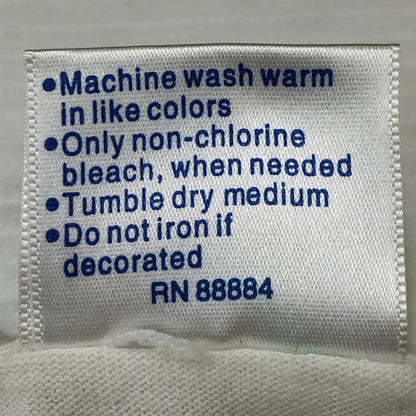 •Machine wash warm
in like colors
•Only non-chlorine
bleach, when needed
•Tumble dry medium
•Do not iron if
decorated
RN 88884